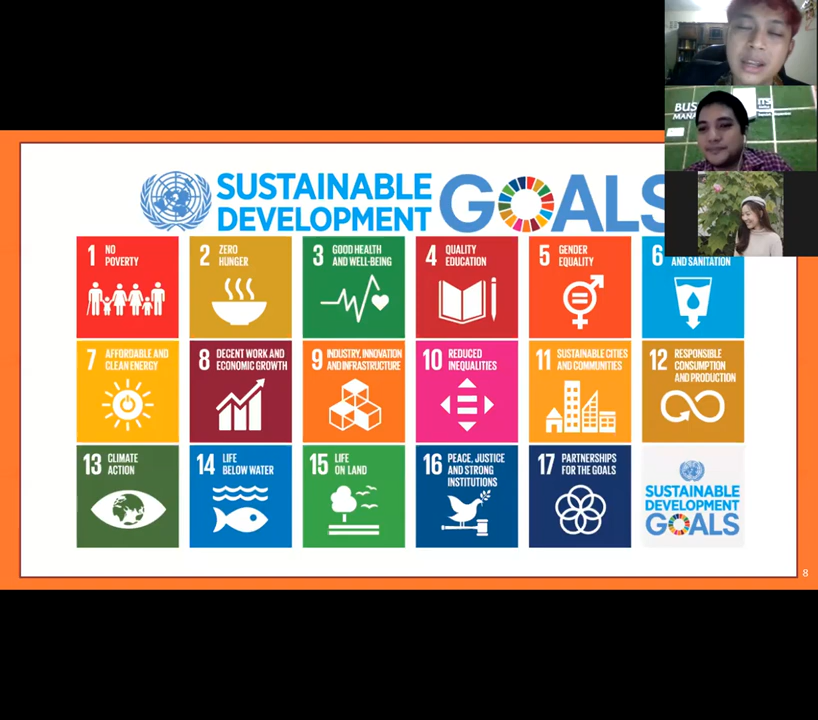 SUSTAINABLE
DEVELOPMENT
GOALS
1 NO
POVERTY
2 ZERO
HUNGER
3 GOOD HEALTH
AND WELL-BEING
4 QUALITY
EDUCATION
5 GENDER
EQUALITY
6
AND SANITATION
7 AFFORDABLE AND
CLEAN ENERGY
8 DECENT WORK AND
ECONOMIC GROWTH
9 INDUSTRY, INNOVATION
AND INFRASTRUCTURE
10 REDUCED
INEQUALITIES
11 SUSTAINABLE CITIES
AND COMMUNITIES
12 RESPONSIBLE
CONSUMPTION
AND PRODUCTION
13 CLIMATE
ACTION
14 LIFE
BELOW WATER
15 LIFE
ON LAND
16 PEACE, JUSTICE
AND STRONG
INSTITUTIONS
17 PARTNERSHIPS
FOR THE GOALS
SUSTAINABLE
DEVELOPMENT
GOALS
8
BUS
MANA
ITS